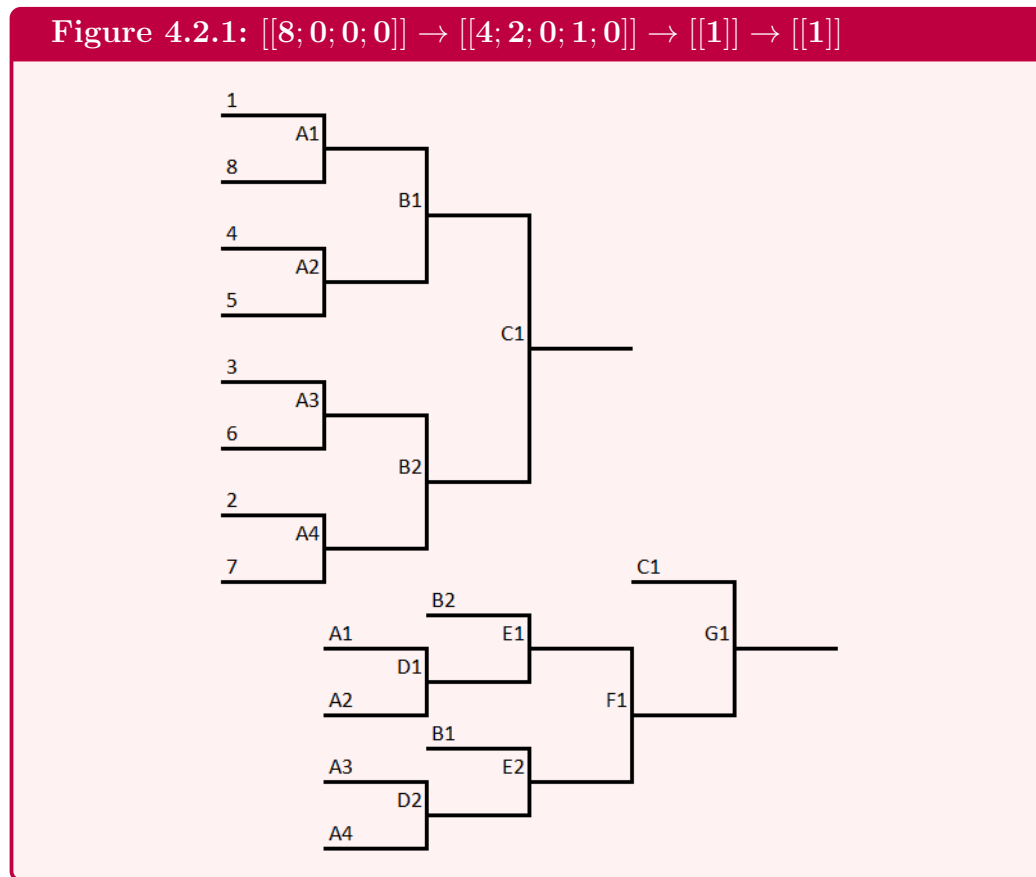 Figure 4.2.1: [[8; 0; 0; 0]] → [[4; 2; 0; 1; 0]] → [[1]] → [[1]]
1
A1
8
B1
4
A2
5
C1
3
A3
6
B2
2
A4
7
C1
B2
A1
E1
G1
D1
A2
F1
B1
A3
E2
D2
A4